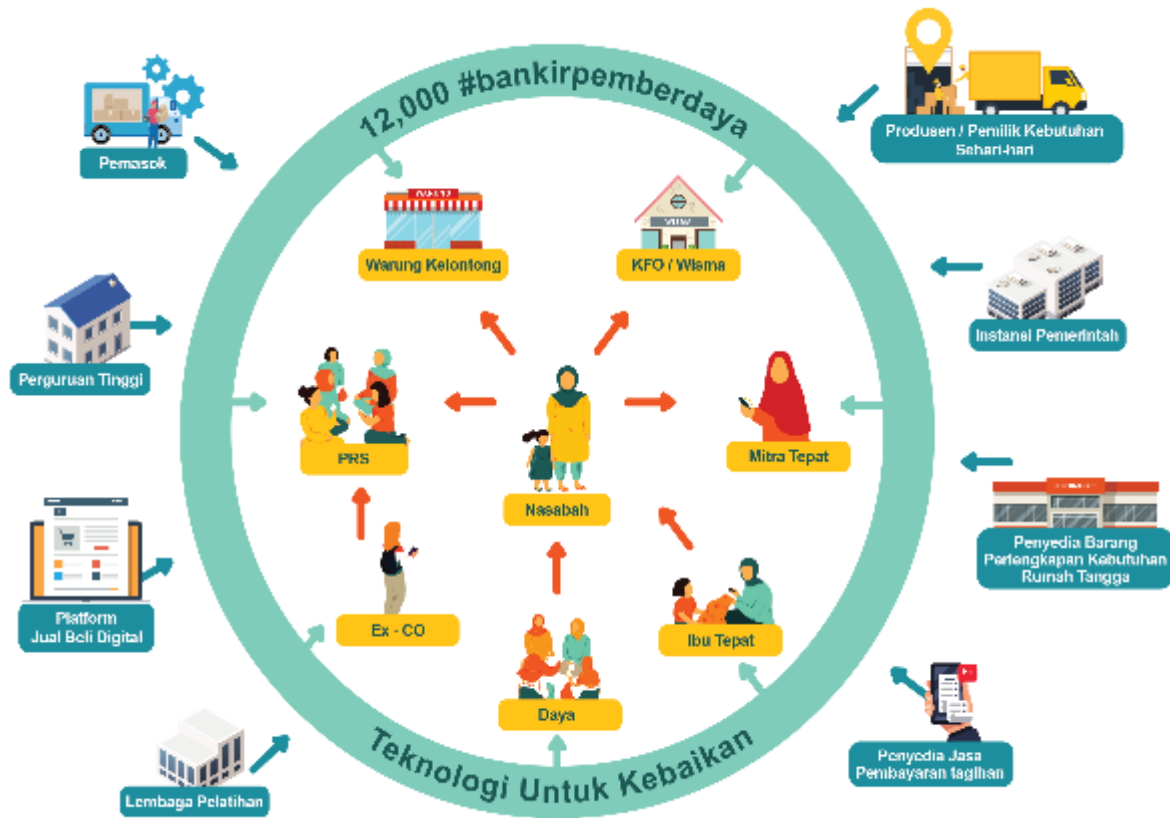 12,000 #bankirpemberdaya
Pemasok
Produsen / Pemilik Kebutuhan
Sehari-hari
WARUNG
Warung Kelontong
KFO / Wisma
Perguruan Tinggi
Instansi Pemerintah
PRS
Mitra Tepat
Nasabah
Platform
Jual Beli Digital
Penyedia Barang
Perlengkapan Kebutuhan
Rumah Tangga
Ex - CO
Ibu Tepat
Daya
Teknologi Untuk Kebaikan
Lembaga Pelatihan
Penyedia Jasa
Pembayaran tagihan